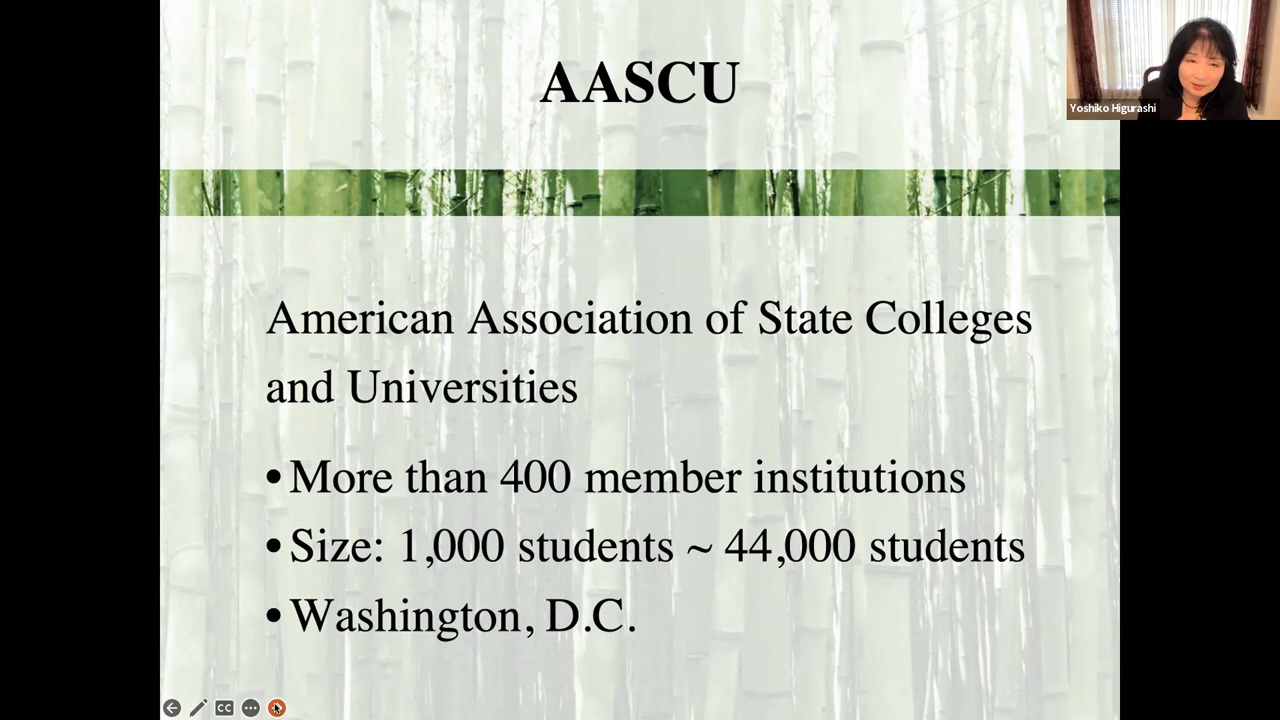 AASCU
Yoshiko Higurashi
American Association of State Colleges
and Universities
• More than 400 member institutions
• Size: 1,000 students ~ 44,000 students
• Washington, D.C.
CC